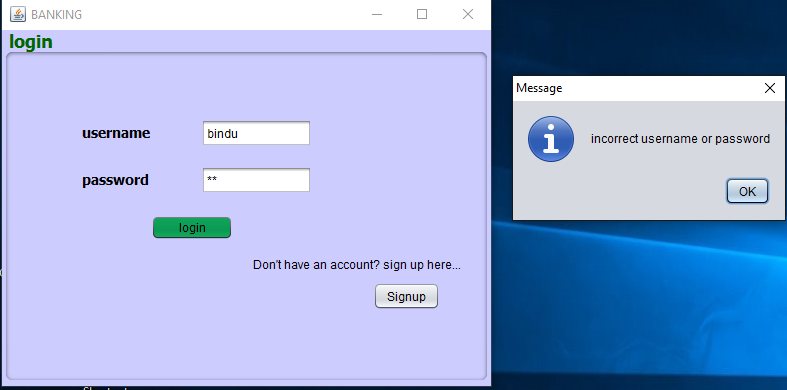 BANKING
login
username
bindu
password
**
login
Don't have an account? sign up here...
Signup
Message
incorrect username or password
OK